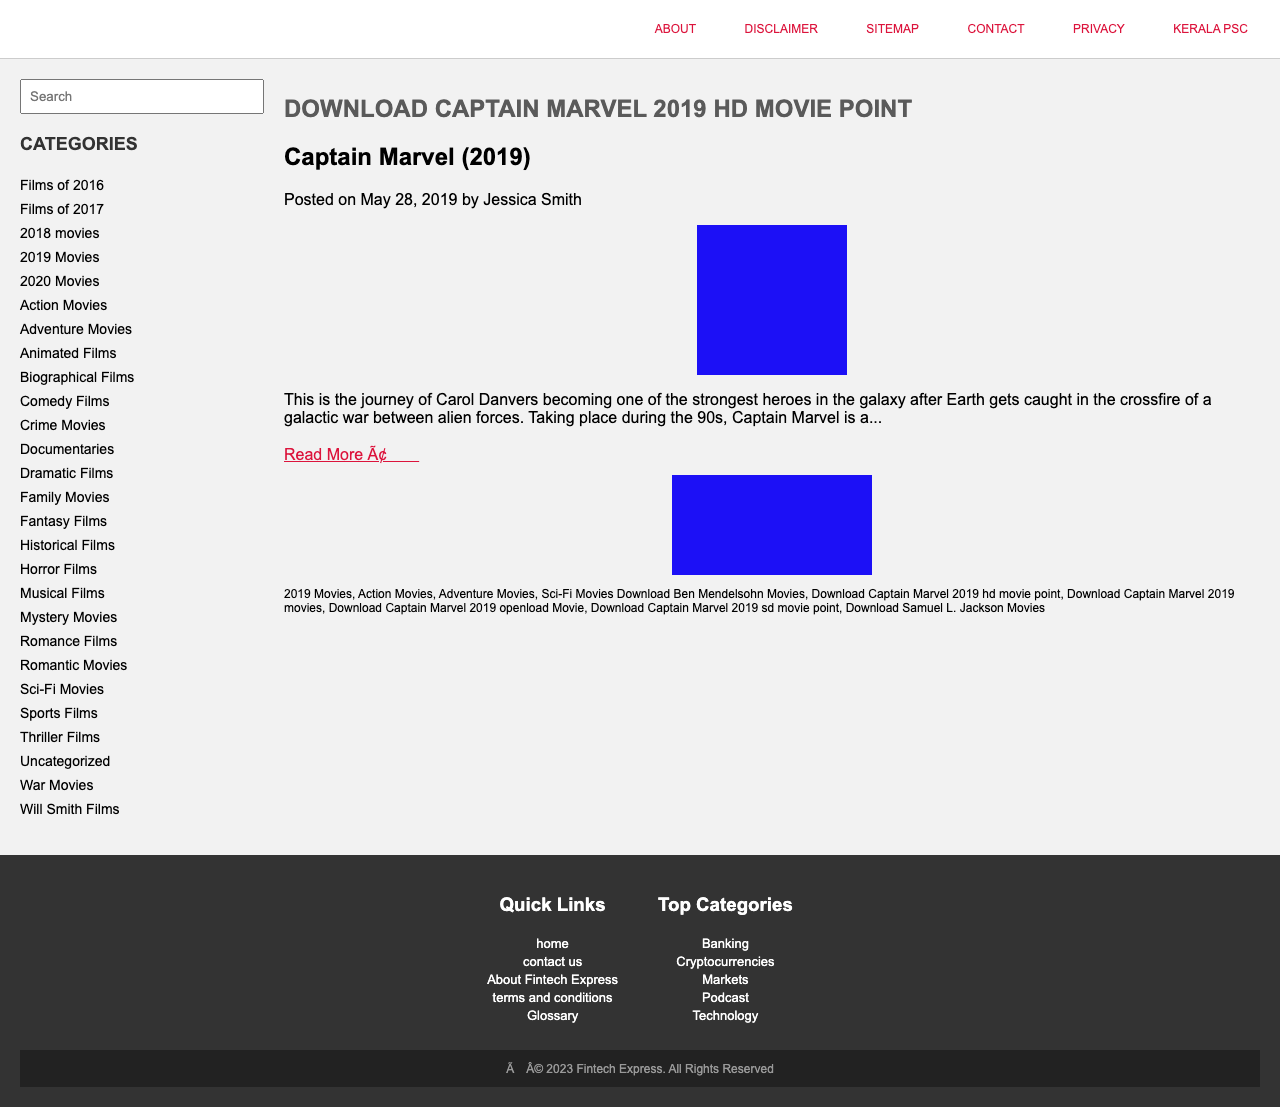 ABOUT DISCLAIMER SITEMAP CONTACT PRIVACY KERALA PSC
Search
CATEGORIES
Films of 2016
Films of 2017
2018 movies
2019 Movies
2020 Movies
Action Movies
Adventure Movies
Animated Films
Biographical Films
Comedy Films
Crime Movies
Documentaries
Dramatic Films
Family Movies
Fantasy Films
Historical Films
Horror Films
Musical Films
Mystery Movies
Romance Films
Romantic Movies
Sci-Fi Movies
Sports Films
Thriller Films
Uncategorized
War Movies
Will Smith Films
DOWNLOAD CAPTAIN MARVEL 2019 HD MOVIE POINT
Captain Marvel (2019)
Posted on May 28, 2019 by Jessica Smith
This is the journey of Carol Danvers becoming one of the strongest heroes in the galaxy after Earth gets caught in the crossfire of a
galactic war between alien forces. Taking place during the 90s, Captain Marvel is a...
Read More Ã¢
2019 Movies, Action Movies, Adventure Movies, Sci-Fi Movies Download Ben Mendelsohn Movies, Download Captain Marvel 2019 hd movie point, Download Captain Marvel 2019
movies, Download Captain Marvel 2019 openload Movie, Download Captain Marvel 2019 sd movie point, Download Samuel L. Jackson Movies
Quick Links
home
contact us
About Fintech Express
terms and conditions
Glossary
Top Categories
Banking
Cryptocurrencies
Markets
Podcast
Technology
Ã Â© 2023 Fintech Express. All Rights Reserved